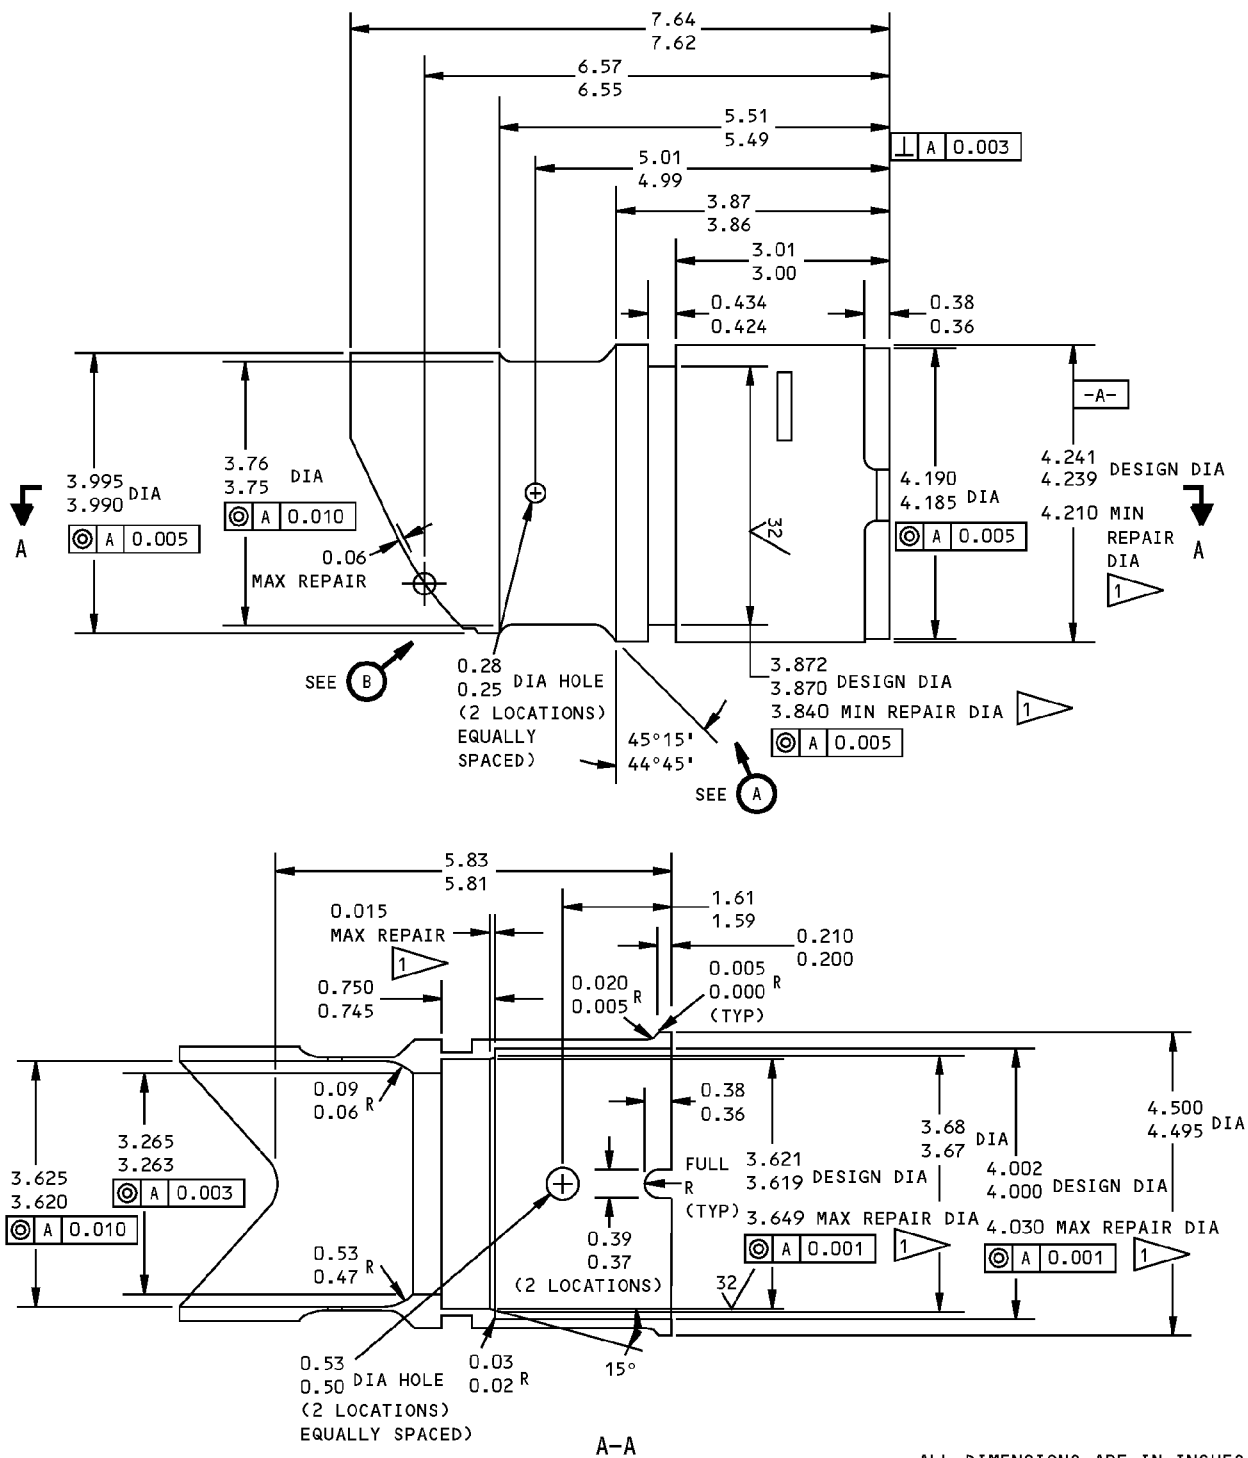 7.64
7.62
6.57
6.55
5.51
5.49
⊥ A 0.003
5.01
4.99
3.87
3.86
3.01
3.00
0.434
0.424
0.38
0.36
-A-
3.995
3.990 DIA
◎ A 0.005
3.76
3.75 DIA
◎ A 0.010
0.06
MAX REPAIR
32
4.190
4.185 DIA
◎ A 0.005
4.241
4.239 DESIGN DIA
4.210 MIN
REPAIR
DIA
1
A
A
SEE B
0.28
0.25 DIA HOLE
(2 LOCATIONS)
EQUALLY
SPACED)
45°15'
44°45'
3.872
3.870 DESIGN DIA
3.840 MIN REPAIR DIA 1
◎ A 0.005
SEE A
5.83
5.81
1.61
1.59
0.015
MAX REPAIR
1
0.210
0.200
0.750
0.745
0.020
0.005 R
0.005
0.000 R
(TYP)
0.09
0.06 R
0.38
0.36
4.500
4.495 DIA
3.265
3.263
◎ A 0.003
3.625
3.620
◎ A 0.010
FULL
R
(TYP)
3.621
3.619 DESIGN DIA
3.649 MAX REPAIR DIA
◎ A 0.001 1
3.68
3.67 DIA
4.002
4.000 DESIGN DIA
4.030 MAX REPAIR DIA
◎ A 0.001 1
0.53
0.47 R
0.39
0.37
(2 LOCATIONS)
32
0.53
0.50 DIA HOLE
(2 LOCATIONS)
EQUALLY SPACED)
0.03
0.02 R
15°
A-A
ALL DIMENSIONS ARE IN INCHES